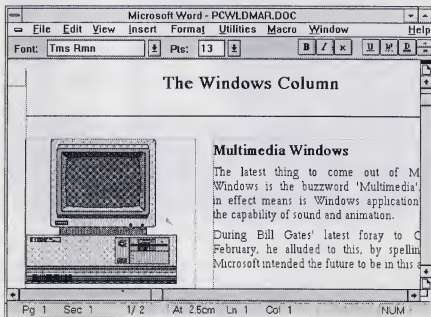 Microsoft Word - PCWLDMAR.DOC
File Edit View Insert Format Utilities Macro Window Help
Font: Tms Rmn Pts: 13 B I K U W D
The Windows Column
Multimedia Windows
The latest thing to come out of M
Windows is the buzzword 'Multimedia'.
in effect means is Windows application
the capability of sound and animation.
During Bill Gates' latest foray to C
February, he alluded to this, by spellin
Microsoft intended the future to be in this a
Pg 1 Sec 1 1/2 At 2.5cm Ln 1 Col 1 NUM